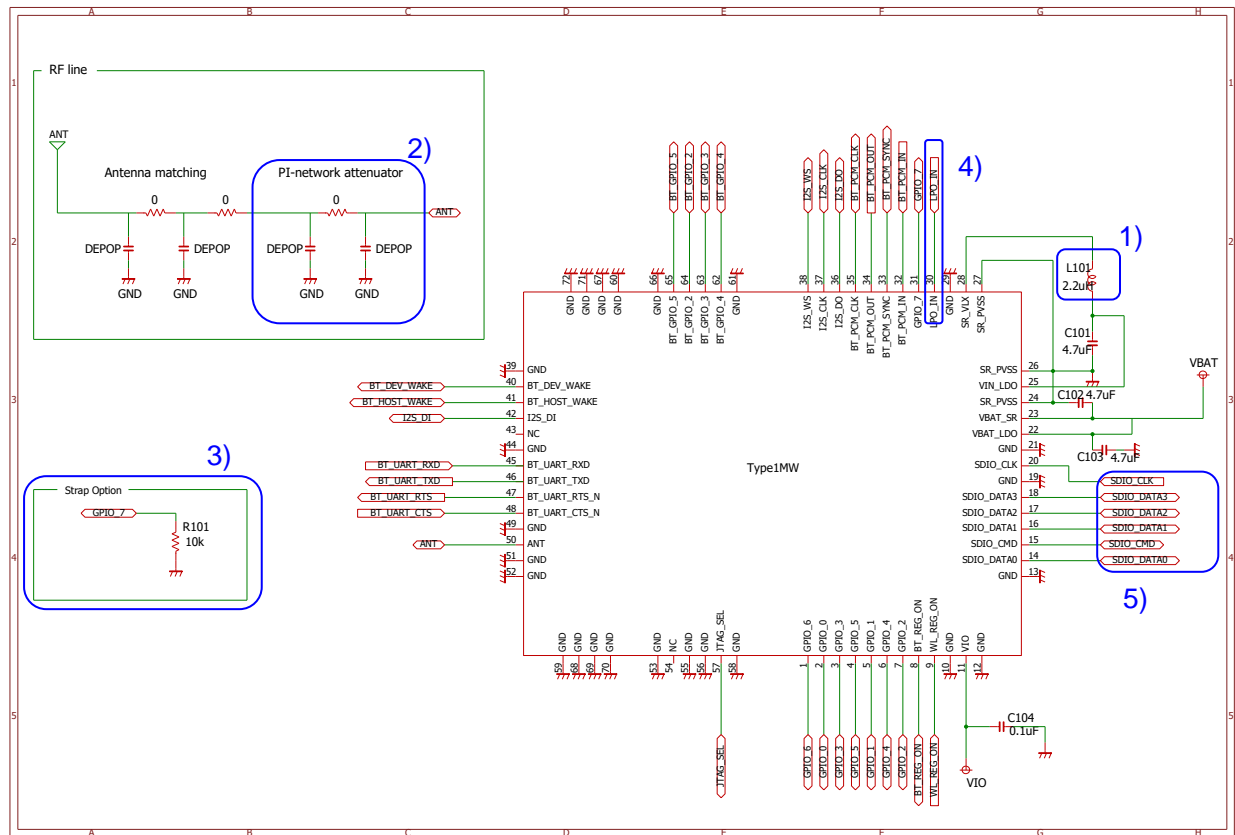 A B C D E F G H
1
RF line
ANT
2)
Antenna matching
PI-network attenuator
0 0 0
ANT
DEPOP DEPOP DEPOP DEPOP
GND GND GND GND
BT_GPIO_5
BT_GPIO_2
BT_GPIO_3
BT_GPIO_4
I2S_WS
I2S_CLK
I2S_DO
BT_PCM_CLK
BT_PCM_OUT
BT_PCM_SYNC
BT_PCM_IN
GPIO_7
LPO_IN
4)
1
2
2
1)
L101
2.2uH
C101
4.7uF
72 71 67 60 66 65 64 63 62 61 38 37 36 35 34 33 32 31 30 29 28 27
GND GND GND GND GND BT_GPIO_5 BT_GPIO_2 BT_GPIO_3 BT_GPIO_4 GND I2S_WS I2S_CLK I2S_DO BT_PCM_CLK BT_PCM_OUT BT_PCM_SYNC BT_PCM_IN GPIO_7 LPO_IN GND SR_VLX SR_PVSS
VBAT
39 GND
BT_DEV_WAKE 40 BT_DEV_WAKE
BT_HOST_WAKE 41 BT_HOST_WAKE
I2S_DI 42 I2S_DI
43 NC
44 GND
BT_UART_RXD 45 BT_UART_RXD
BT_UART_TXD 46 BT_UART_TXD
BT_UART_RTS 47 BT_UART_RTS_N
BT_UART_CTS 48 BT_UART_CTS_N
49 GND
ANT 50 ANT
51 GND
52 GND
Type1MW
SR_PVSS 26
VIN_LDO 25
SR_PVSS 24
C102 4.7uF
VBAT_SR 23
VBAT_LDO 22
GND 21
C103 4.7uF
SDIO_CLK 20
GND 19 SDIO_CLK
SDIO_DATA3 18 SDIO_DATA3
SDIO_DATA2 17 SDIO_DATA2
SDIO_DATA1 16 SDIO_DATA1
SDIO_CMD 15 SDIO_CMD
SDIO_DATA0 14 SDIO_DATA0
GND 13
5)
3
3
3)
Strap Option
GPIO_7
R101
10k
4
4
GND GND GND GND GND NC GND GND JTAG_SEL GND GPIO_6 GPIO_0 GPIO_3 GPIO_5 GPIO_1 GPIO_4 GPIO_2 BT_REG_ON WL_REG_ON GND VIO GND
59 68 69 70 53 54 55 56 57 58 1 2 3 4 5 6 7 8 9 10 11 12
5
5
C104
0.1uF
JTAG_SEL
GPIO_6
GPIO_0
GPIO_3
GPIO_5
GPIO_1
GPIO_4
GPIO_2
BT_REG_ON
WL_REG_ON
VIO
A B C D E F G H